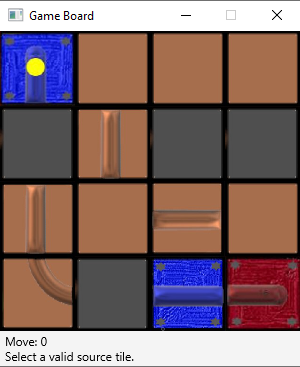 Game Board
Move: 0
Select a valid source tile.